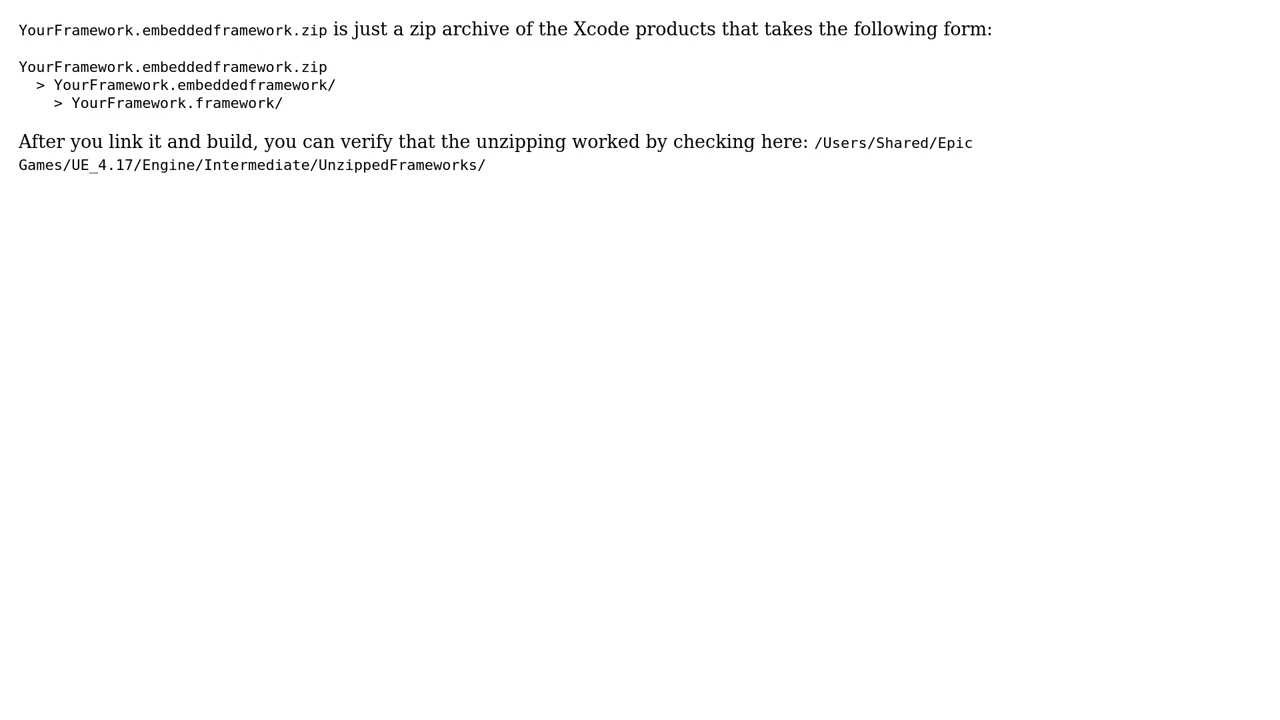 YourFramework.embeddedframework.zip is just a zip archive of the Xcode products that takes the following form:
YourFramework.embeddedframework.zip
  > YourFramework.embeddedframework/
    > YourFramework.framework/
After you link it and build, you can verify that the unzipping worked by checking here: /Users/Shared/Epic
Games/UE_4.17/Engine/Intermediate/UnzippedFrameworks/